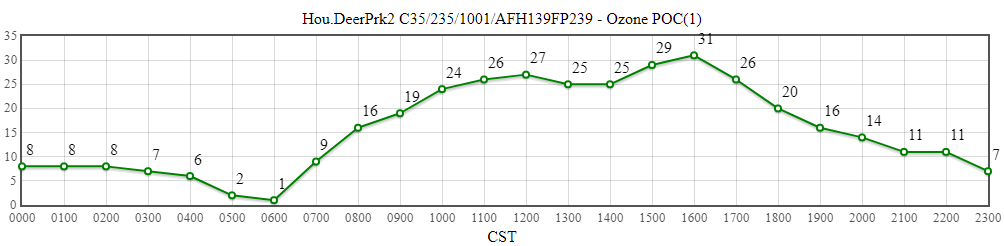 Hou.DeerPrk2 C35/235/1001/AFH139FP239 - Ozone POC(1)
35
30
25
20
15
10
5
0
8 8 8 7 6 2 1 9 16 19 24 26 27 25 25 29 31 26 20 16 14 11 11 7
0000 0100 0200 0300 0400 0500 0600 0700 0800 0900 1000 1100 1200 1300 1400 1500 1600 1700 1800 1900 2000 2100 2200 2300
CST